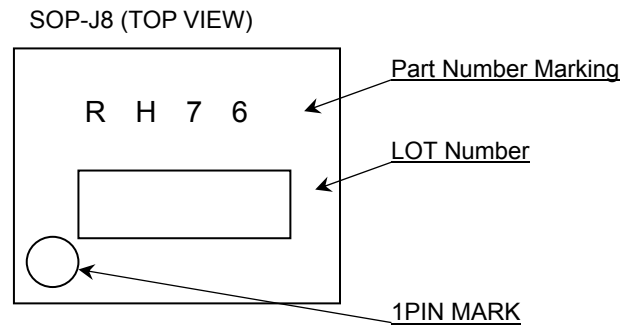 SOP-J8 (TOP VIEW)
Part Number Marking
R H 7 6
LOT Number
1PIN MARK